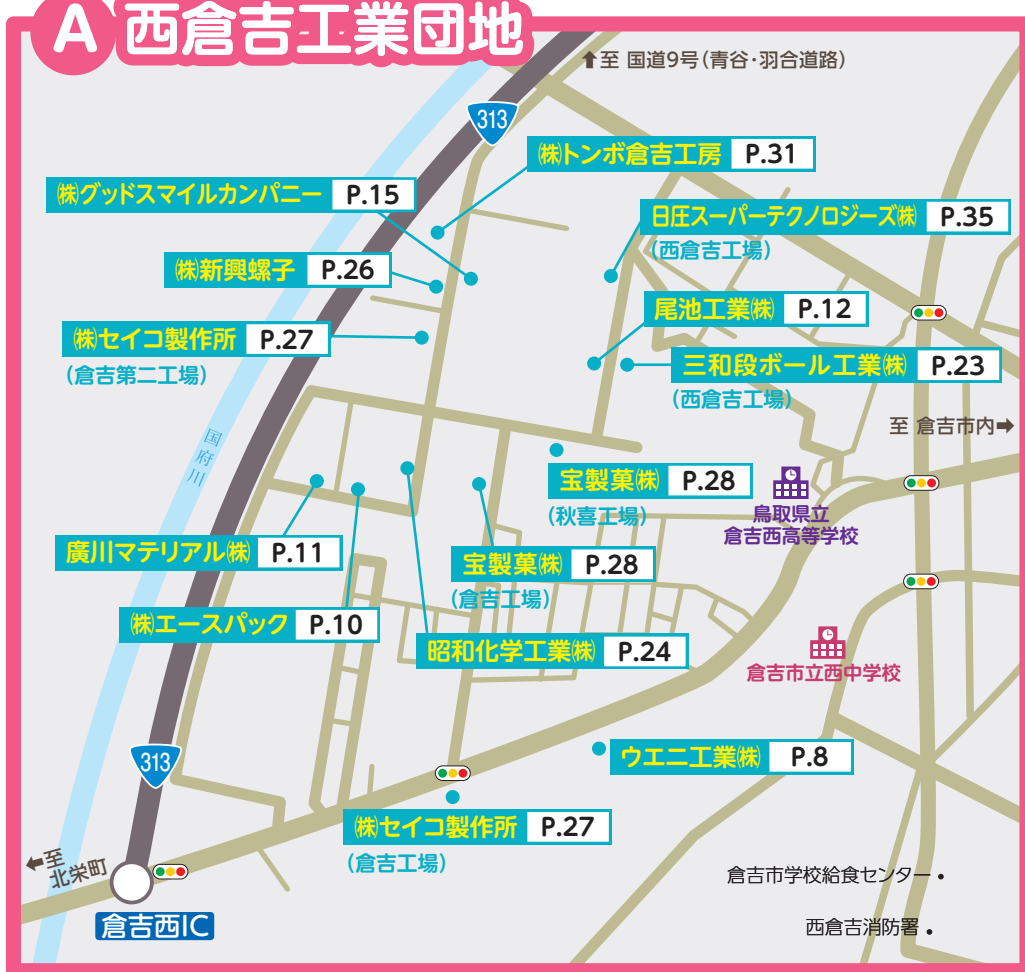 A 西倉吉工業団地
⬆至 国道9号(青谷・羽合道路)
313
㈱トンボ倉吉工房 P.31
㈱グッドスマイルカンパニー P.15
日圧スーパーテクノロジーズ㈱ P.35
(西倉吉工場)
㈱新興螺子 P.26
尾池工業㈱ P.12
㈱セイコ製作所 P.27
(倉吉第二工場)
三和段ボール工業㈱ P.23
(西倉吉工場)
至 倉吉市内➡
国府川
宝製菓㈱ P.28
(秋喜工場)
鳥取県立
倉吉西高等学校
廣川マテリアル㈱ P.11
宝製菓㈱ P.28
(倉吉工場)
㈱エースパック P.10
昭和化学工業㈱ P.24
倉吉市立西中学校
313
ウエニ工業㈱ P.8
㈱セイコ製作所 P.27
(倉吉工場)
⬅至
北栄町
倉吉西IC
倉吉市学校給食センター
西倉吉消防署